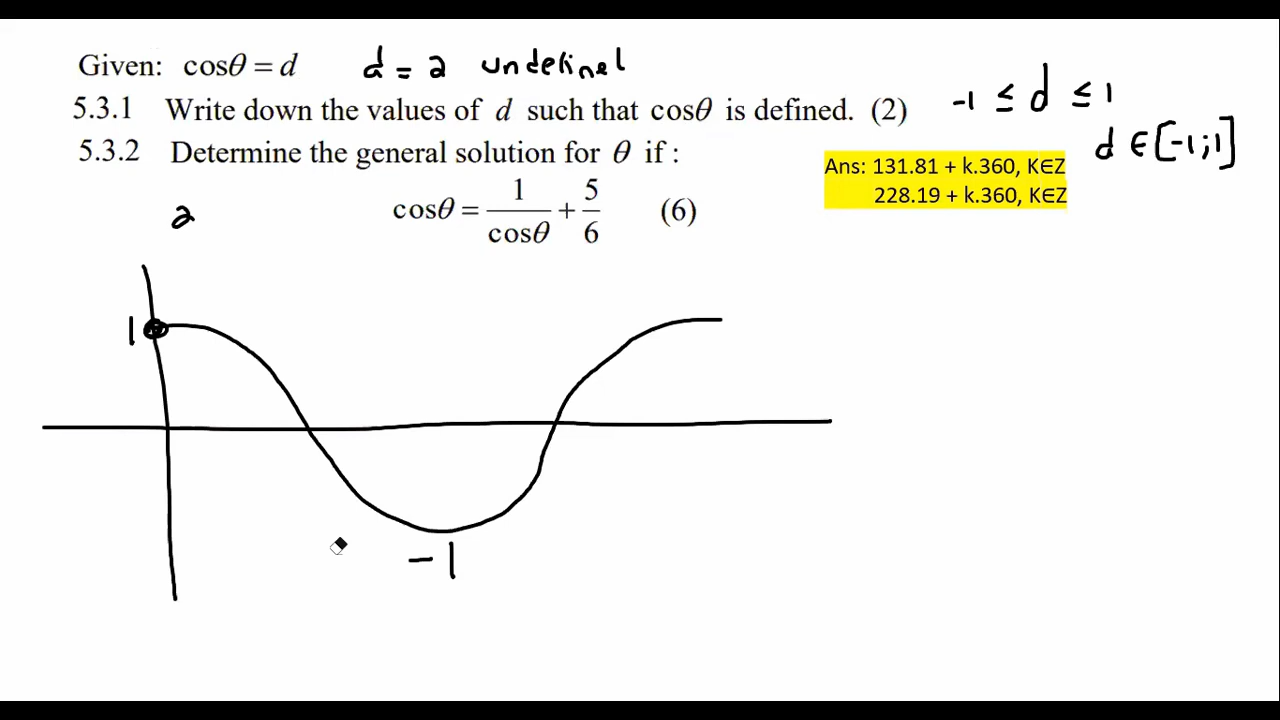 Given: cosθ = d d = 2 undefined
5.3.1 Write down the values of d such that cosθ is defined. (2) -1 ≤ d ≤ 1
d ∈ [-1;1]
5.3.2 Determine the general solution for θ if :
cosθ = 1/cosθ + 5/6 (6)
Ans: 131.81 + k.360, K∈Z
228.19 + k.360, K∈Z
2
1
-1